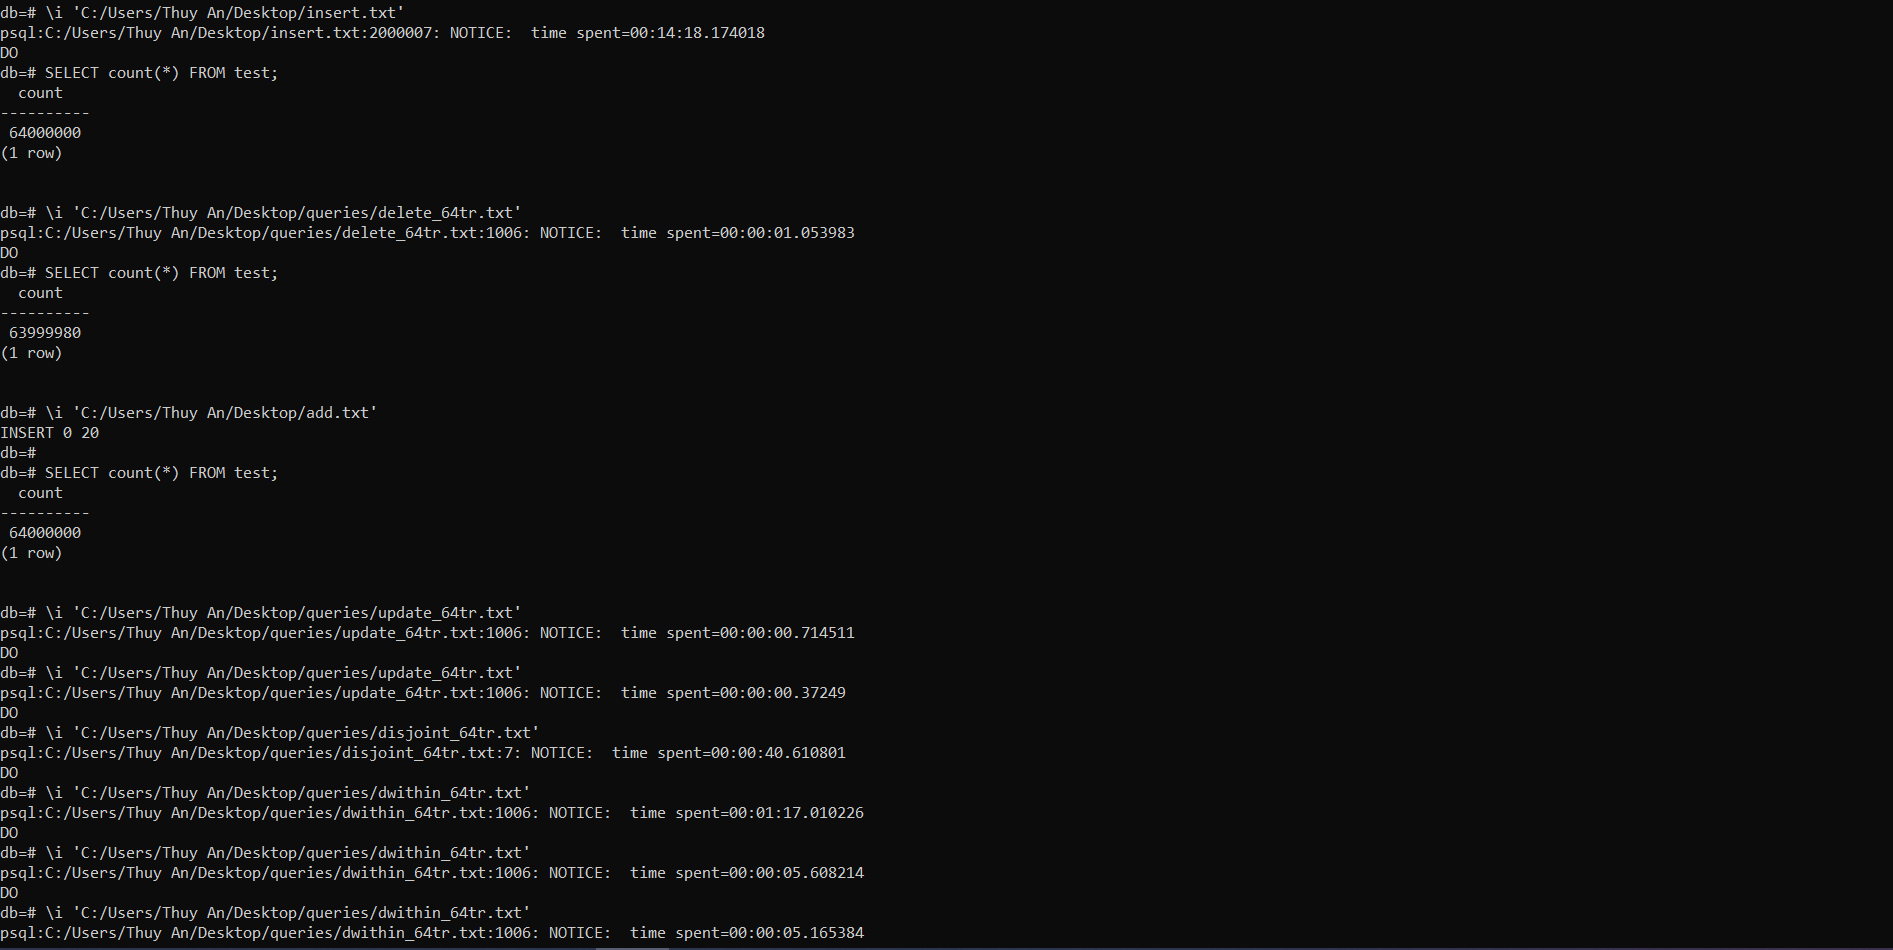 db=# \i 'C:/Users/Thuy An/Desktop/insert.txt'
psql:C:/Users/Thuy An/Desktop/insert.txt:2000007: NOTICE:  time spent=00:14:18.174018
DO
db=# SELECT count(*) FROM test;
  count
----------
 64000000
(1 row)


db=# \i 'C:/Users/Thuy An/Desktop/queries/delete_64tr.txt'
psql:C:/Users/Thuy An/Desktop/queries/delete_64tr.txt:1006: NOTICE:  time spent=00:00:01.053983
DO
db=# SELECT count(*) FROM test;
  count
----------
 63999980
(1 row)


db=# \i 'C:/Users/Thuy An/Desktop/add.txt'
INSERT 0 20
db=#
db=# SELECT count(*) FROM test;
  count
----------
 64000000
(1 row)


db=# \i 'C:/Users/Thuy An/Desktop/queries/update_64tr.txt'
psql:C:/Users/Thuy An/Desktop/queries/update_64tr.txt:1006: NOTICE:  time spent=00:00:00.714511
DO
db=# \i 'C:/Users/Thuy An/Desktop/queries/update_64tr.txt'
psql:C:/Users/Thuy An/Desktop/queries/update_64tr.txt:1006: NOTICE:  time spent=00:00:00.37249
DO
db=# \i 'C:/Users/Thuy An/Desktop/queries/disjoint_64tr.txt'
psql:C:/Users/Thuy An/Desktop/queries/disjoint_64tr.txt:7: NOTICE:  time spent=00:00:40.610801
DO
db=# \i 'C:/Users/Thuy An/Desktop/queries/dwithin_64tr.txt'
psql:C:/Users/Thuy An/Desktop/queries/dwithin_64tr.txt:1006: NOTICE:  time spent=00:01:17.010226
DO
db=# \i 'C:/Users/Thuy An/Desktop/queries/dwithin_64tr.txt'
psql:C:/Users/Thuy An/Desktop/queries/dwithin_64tr.txt:1006: NOTICE:  time spent=00:00:05.608214
DO
db=# \i 'C:/Users/Thuy An/Desktop/queries/dwithin_64tr.txt'
psql:C:/Users/Thuy An/Desktop/queries/dwithin_64tr.txt:1006: NOTICE:  time spent=00:00:05.165384